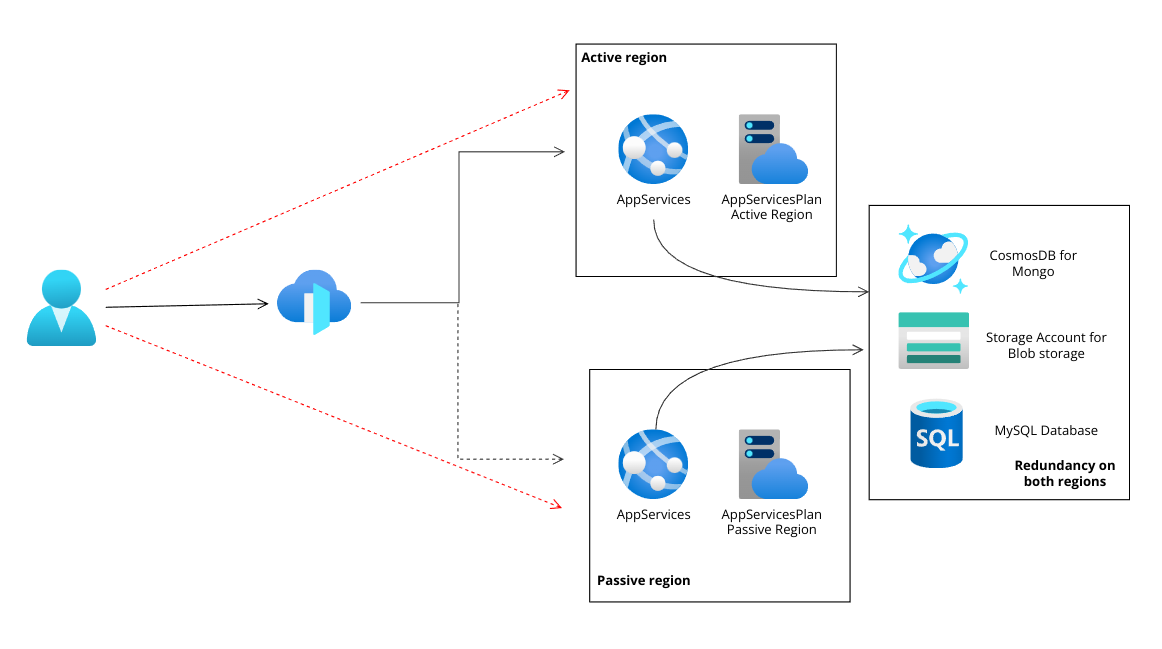 Active region
AppServices
AppServicesPlan
Active Region
CosmosDB for
Mongo
Storage Account for
Blob storage
SQL
MySQL Database
Redundancy on
both regions
AppServices
AppServicesPlan
Passive Region
Passive region